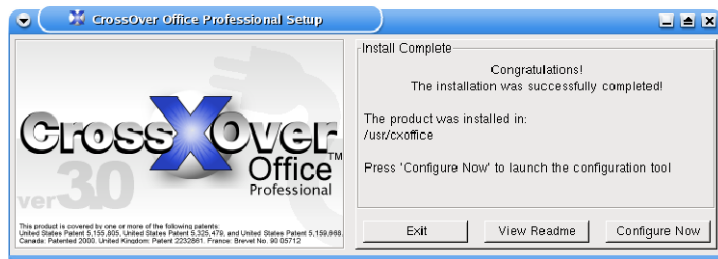 CrossOver Office Professional Setup
CrossOver
Office™
Professional
ver 3.0
This product is covered by one or more of the following patents:
United States Patent 5,155,805, United States Patent 5,325,479, and United States Patent 5,159,868.
Canada: Patented 2000. United Kingdom: Patent 2232861. France: Brevet No. 90 05712
Install Complete
Congratulations!
The installation was successfully completed!
The product was installed in:
/usr/cxoffice
Press 'Configure Now' to launch the configuration tool
Exit
View Readme
Configure Now